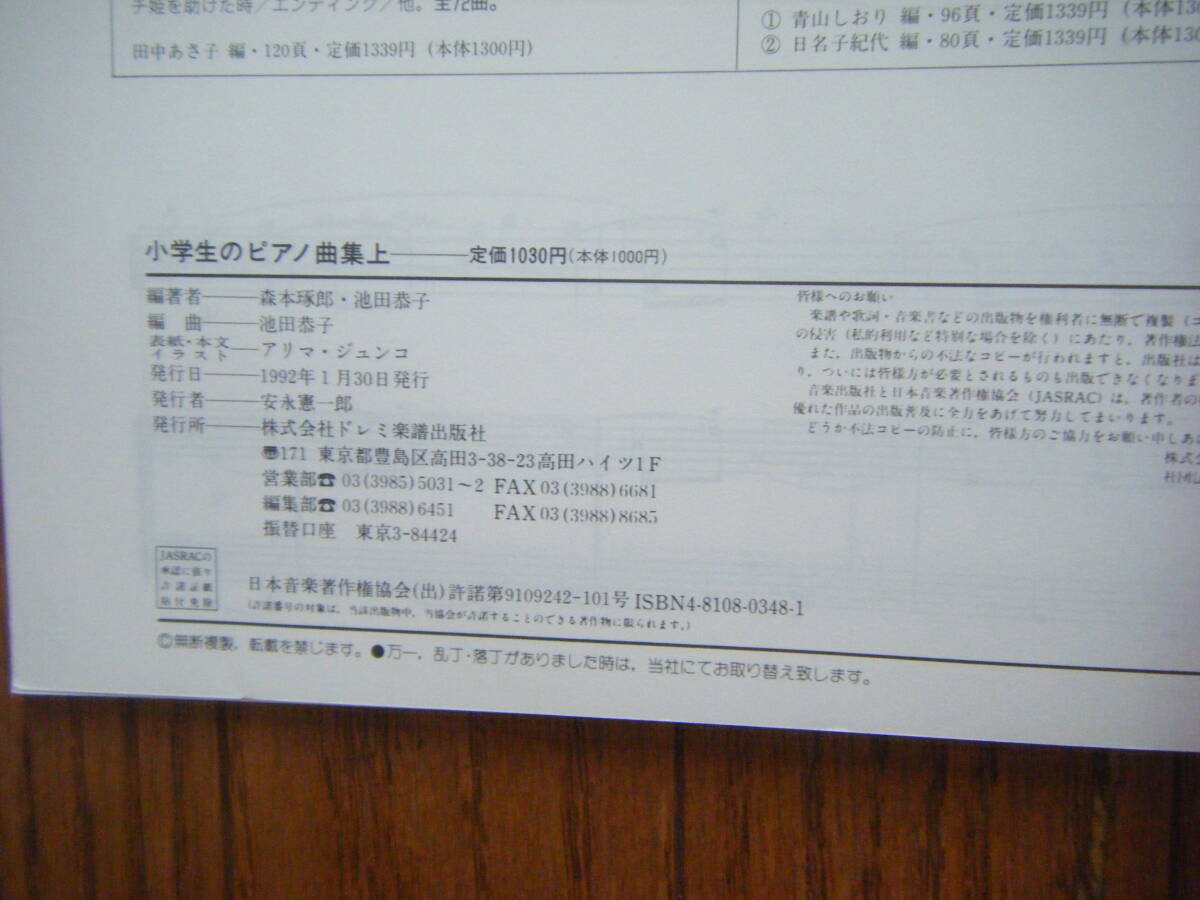 チ姫を助けた時/エンディング/他。全
曲。
田中あさ子 編・120頁・定価1339円 (本体1300円)
① 青山しおり 編・96頁・定価1339円 (本体130
② 日名子紀代 編・80頁・定価1339円 (本体130
小学生のピアノ曲集上――定価1030円(本体1000円)
編著者――森本琢郎・池田恭子
編 曲――池田恭子
表紙・本文
イラスト――アリマ・ジュンコ
発行日――1992年1月30日発行
発行者――安永憲一郎
発行所――株式会社ドレミ楽譜出版社
〠171 東京都豊島区高田3-38-23高田ハイツ1F
営業部☎03(3985)5031〜2 FAX03(3988)6681
編集部☎03(3988)6451 FAX03(3988)8685
振替口座 東京3-84424
JASRACの
承認に依り
許諾証紙
貼付免除
日本音楽著作権協会(出)許諾第9109242-101号 ISBN4-8108-0348-1
(許諾番号の対象は、当該出版物中、当協会が許諾することのできる著作物に限られます。)
©無断複製、転載を禁じます。●万一、乱丁・落丁がありました時は、当社にてお取り替え致します。
皆様へのお願い
楽譜や歌詞・音楽書などの出版物を権利者に無断で複製(コ
の侵害(私的利用など特別な場合を除く)にあたり、著作権法
また、出版物からの不法なコピーが行われますと、出版社は
り、ついには皆様方が必要とされるものも出版できなくなりま
音楽出版社と日本音楽著作権協会(JASRAC)は、著作者の
優れた作品の出版普及に全力をあげて努力してまいります。
どうか不法コピーの防止に、皆様方のご協力をお願い申しあ
株式
社団